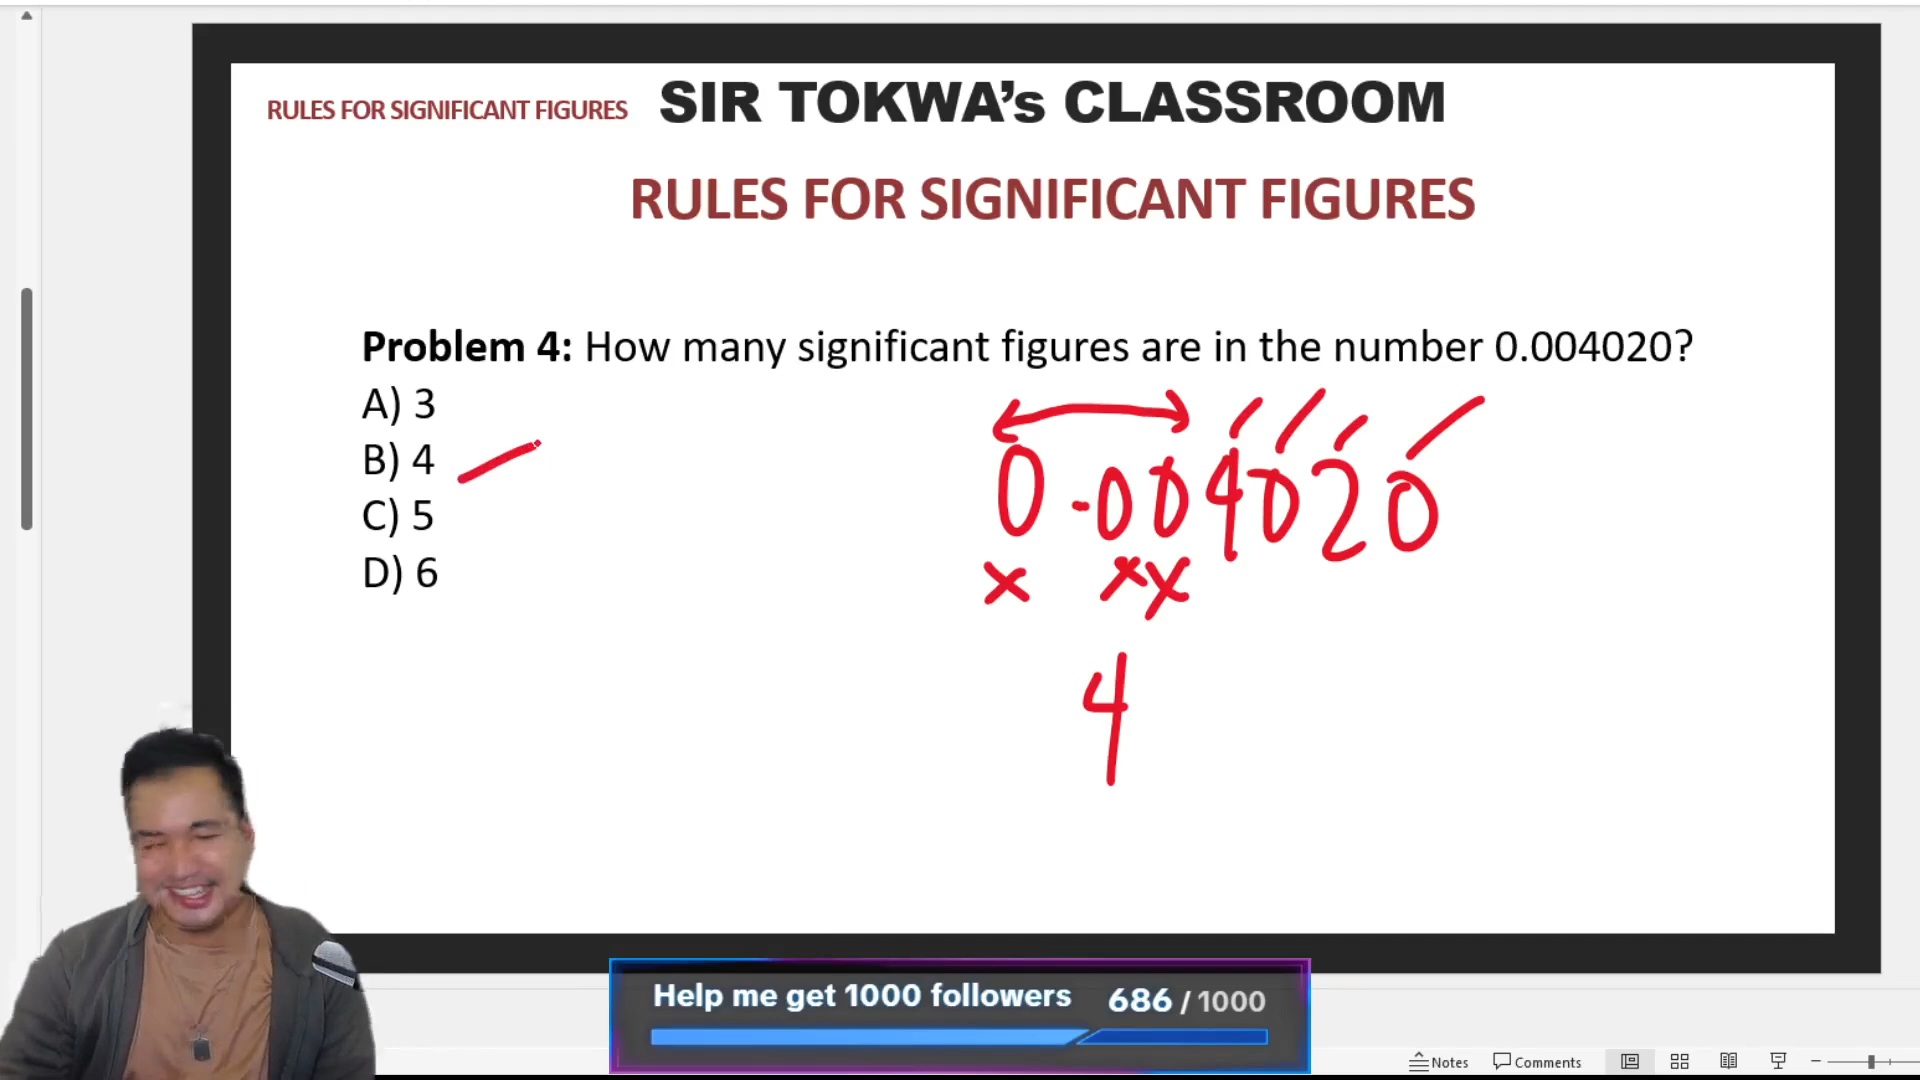 RULES FOR SIGNIFICANT FIGURES
SIR TOKWA’s CLASSROOM
RULES FOR SIGNIFICANT FIGURES
Problem 4: How many significant figures are in the number 0.004020?
A) 3
B) 4
C) 5
D) 6
0.004020
x xx
4
Help me get 1000 followers 686 / 1000
Notes Comments